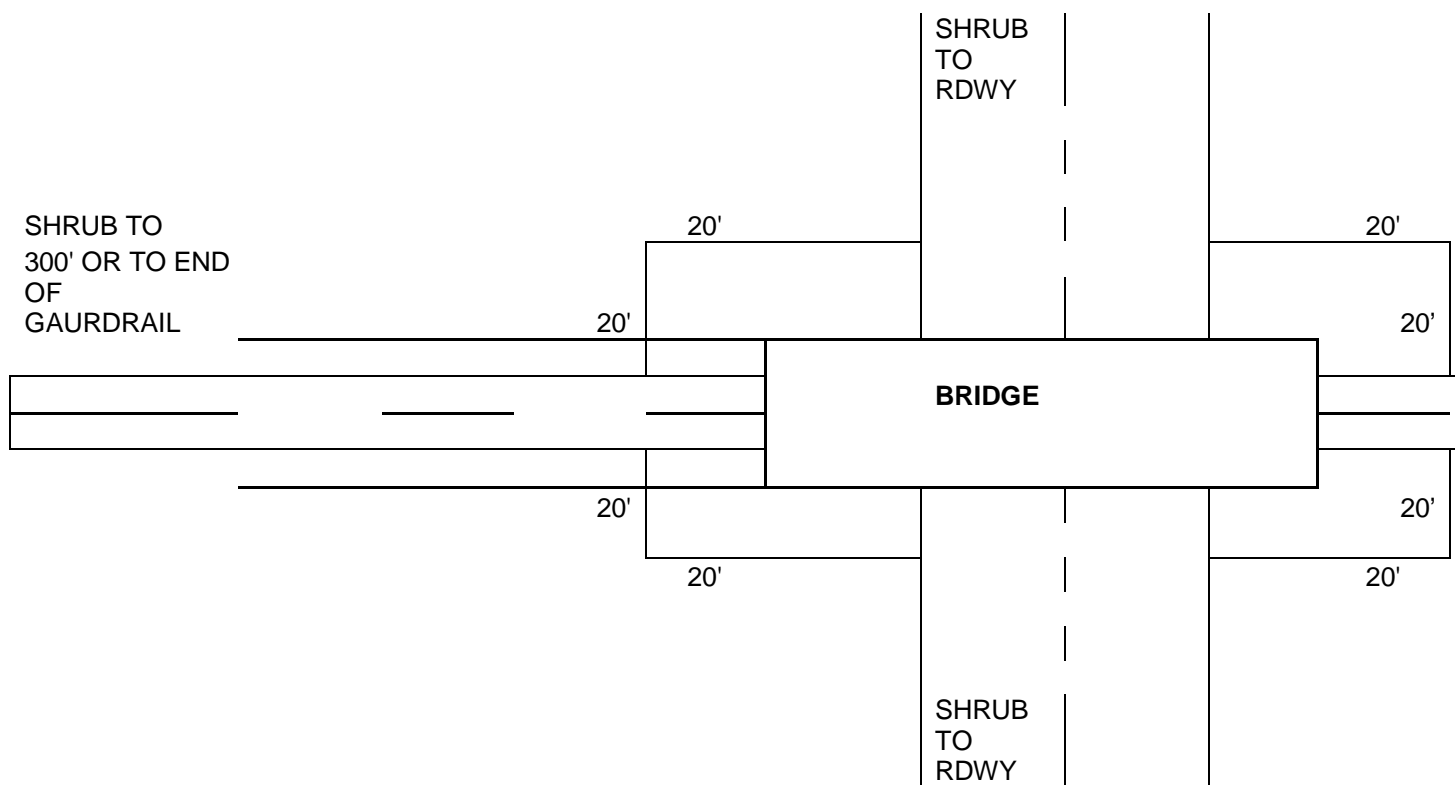 SHRUB
TO
RDWY
SHRUB TO
300' OR TO END
OF
GAURDRAIL
20'
20'
20'
20’
BRIDGE
20'
20’
20'
20'
SHRUB
TO
RDWY